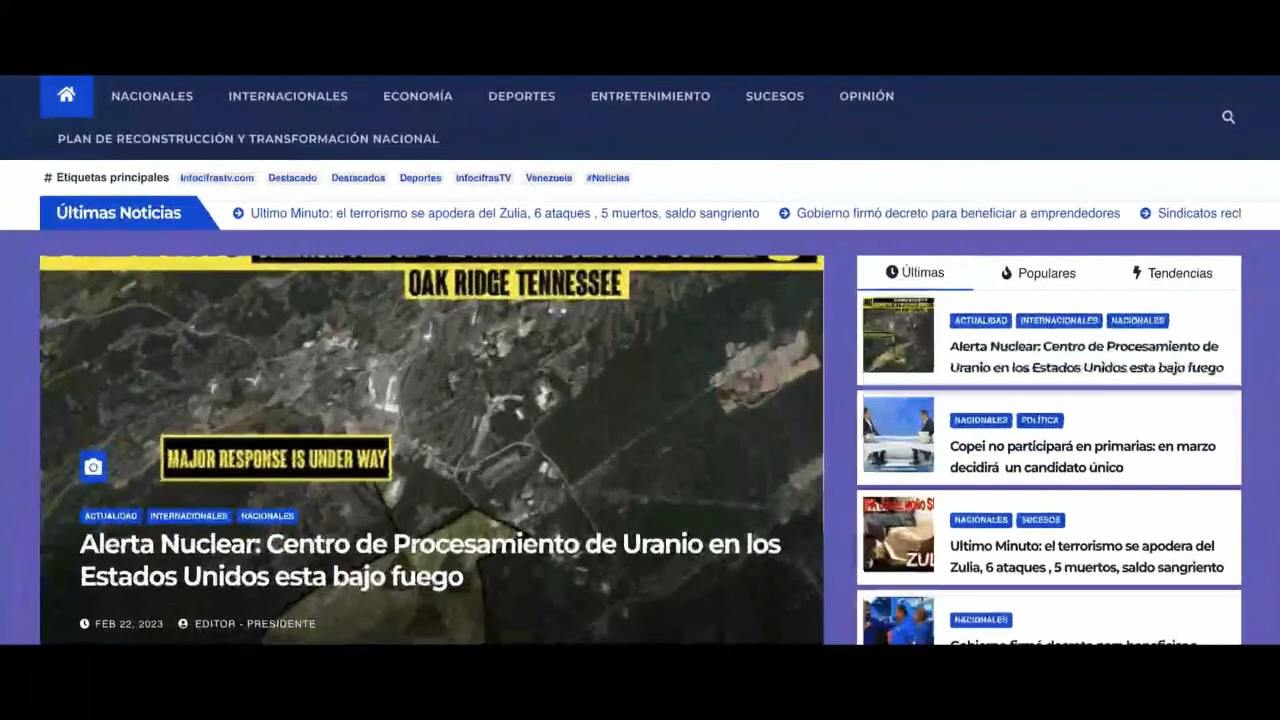 NACIONALES INTERNACIONALES ECONOMÍA DEPORTES ENTRETENIMIENTO SUCESOS OPINIÓN
PLAN DE RECONSTRUCCIÓN Y TRANSFORMACIÓN NACIONAL
# Etiquetas principales Infocifrastv.com Destacado Destacados Deportes InfocifrasTV Venezuela #Noticias
Últimas Noticias Ultimo Minuto: el terrorismo se apodera del Zulia, 6 ataques , 5 muertos, saldo sangriento Gobierno firmó decreto para beneficiar a emprendedores Sindicatos
OAK RIDGE TENNESSEE
MAJOR RESPONSE IS UNDER WAY
ACTUALIDAD INTERNACIONALES NACIONALES
Alerta Nuclear: Centro de Procesamiento de Uranio en los
Estados Unidos esta bajo fuego
FEB 22, 2023 EDITOR - PRESIDENTE
Últimas Populares Tendencias
ACTUALIDAD INTERNACIONALES NACIONALES
Alerta Nuclear: Centro de Procesamiento de
Uranio en los Estados Unidos esta bajo fuego
NACIONALES POLÍTICA
Copei no participará en primarias: en marzo
decidirá un candidato único
NACIONALES SUCESOS
Ultimo Minuto: el terrorismo se apodera del
Zulia, 6 ataques , 5 muertos, saldo sangriento
NACIONALES